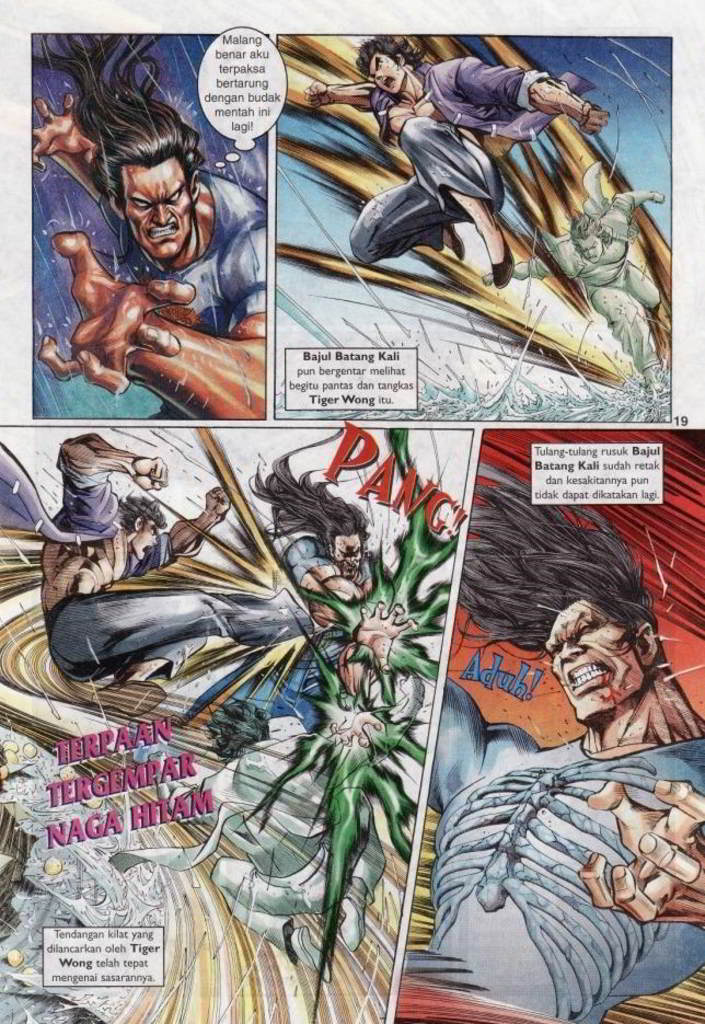 Malang
benar aku
terpaksa
bertarung
dengan budak
mentah ini
lagi!
Bajul Batang Kali
pun bergentar melihat
begitu pantas dan tangkas
Tiger Wong itu.
19
PANG!!
TERPAAN
TERGEMPAR
NAGA HITAM
Tendangan kilat yang
dilancarkan oleh Tiger
Wong telah tepat
mengenai sasarannya.
Tulang-tulang rusuk Bajul
Batang Kali sudah retak
dan kesakitannya pun
tidak dapat dikatakan lagi.
Aduh!